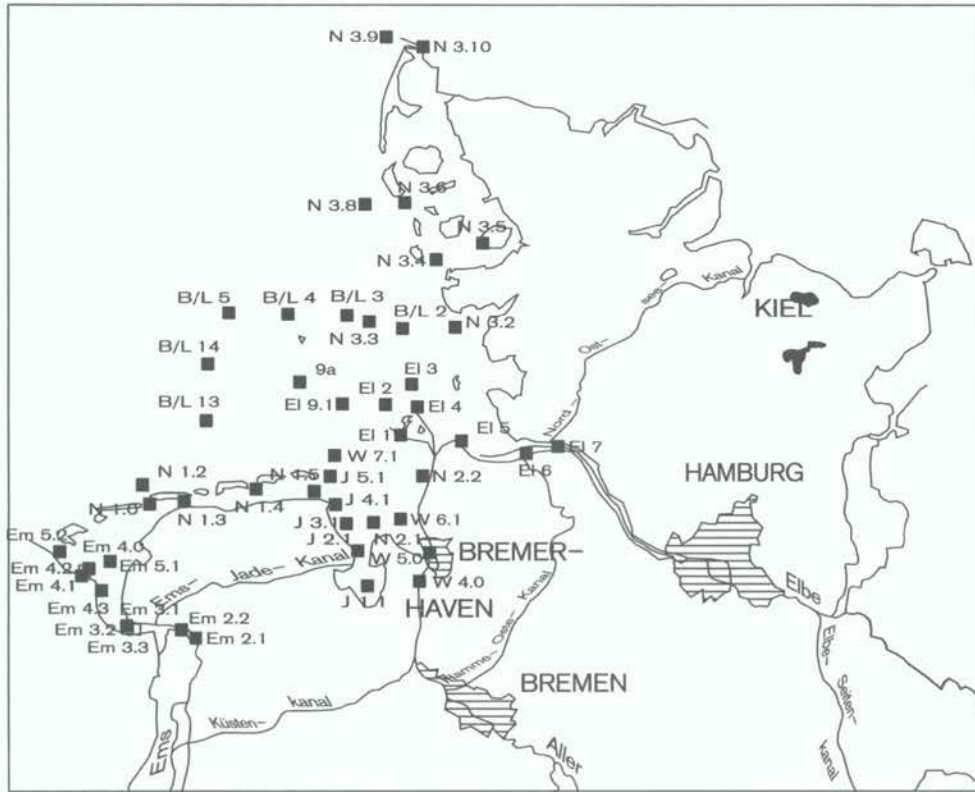 N 3.9
N 3.10
N 3.6
N 3.8
N 3.5
N 3.4
B/L 5
B/L 4
B/L 3
B/L 2
N 3.2
N 3.3
Nord-
Ost-
see-
Kanal
KIEL
B/L 14
9a
El 3
El 2
El 9.1
El 4
B/L 13
El 1
El 5
El 7
El 6
W 7.1
N 1.2
N 1.5
J 5.1
N 2.2
HAMBURG
N 1.3
N 1.4
J 4.1
J 3.1
W 6.1
Em 5.2
J 2.1
N 2.1
Em 4.0
Em 4.2
Em 5.1
Em 4.1
W 5.0
BREMER-
HAVEN
Ems-
Jade-
Kanal
Em 4.3
J 1.1
W 4.0
Elbe
Em 3.1
Em 3.2
Em 3.3
Em 2.2
Em 2.1
Hamme-
Oste-
Kanal
Elbe-
Seiten-
kanal
BREMEN
Küsten-
kanal
Ems
Aller